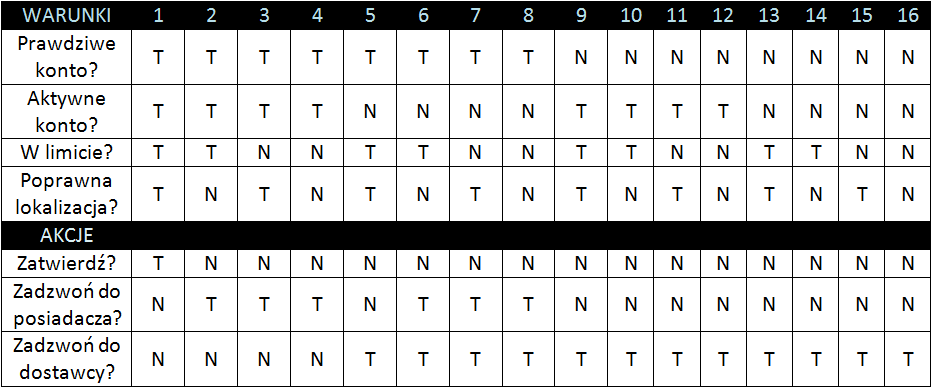 WARUNKI 1 2 3 4 5 6 7 8 9 10 11 12 13 14 15 16
Prawdziwe konto? T T T T T T T T N N N N N N N N
Aktywne konto? T T T T N N N N T T T T N N N N
W limicie? T T N N T T N N T T N N T T N N
Poprawna lokalizacja? T N T N T N T N T N T N T N T N
AKCJE
Zatwierdź? T N N N N N N N N N N N N N N N
Zadzwoń do posiadacza? N T T T N T T T N N N N N N N N
Zadzwoń do dostawcy? N N N N T T T T T T T T T T T T